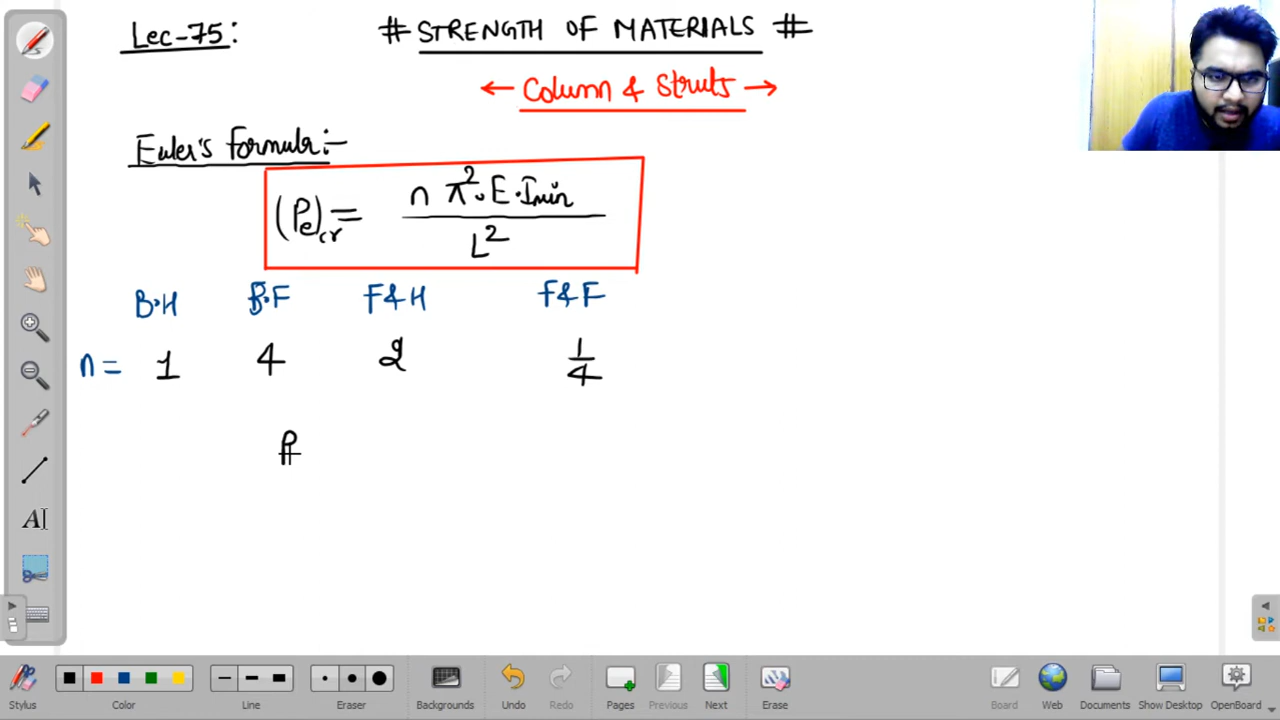 Lec-75: # STRENGTH OF MATERIALS #
← Column & Struts →
Euler's Formula:-
(Pe)cr = n π². E. Imin / L²
B.H B.F F & H F & F
n = 1 4 2 1/4
P
Stylus Color Line Eraser Backgrounds Undo Redo Pages Previous Next Erase Board Web Documents Show Desktop OpenBoard